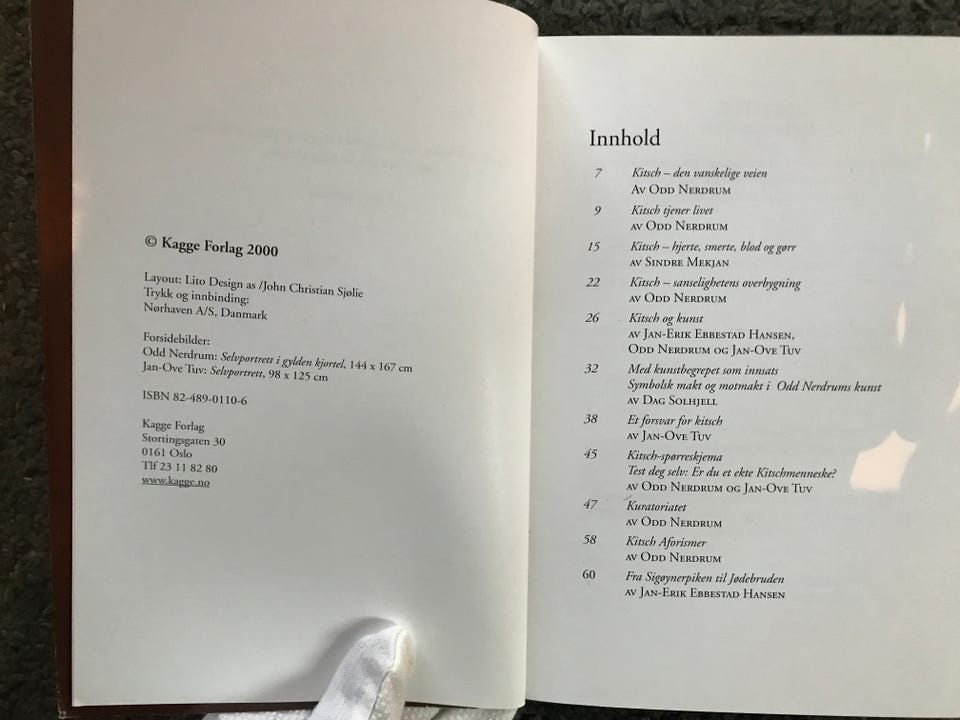 © Kagge Forlag 2000
Layout: Lito Design as /John Christian Sjølie
Trykk og innbinding:
Nørhaven A/S, Danmark
Forsidebilder:
Odd Nerdrum: Selvportrett i gylden kjortel, 144 x 167 cm
Jan-Ove Tuv: Selvportrett, 98 x 125 cm
ISBN 82-489-0110-6
Kagge Forlag
Stortingsgaten 30
0161 Oslo
Tlf 23 11 82 80
www.kagge.no
Innhold
7 Kitsch – den vanskelige veien
Av Odd Nerdrum
9 Kitsch tjener livet
av Odd Nerdrum
15 Kitsch – hjerte, smerte, blod og gørr
av Sindre Mekjan
22 Kitsch – sanselighetens overbygning
av Odd Nerdrum
26 Kitsch og kunst
av Jan-Erik Ebbestad Hansen,
Odd Nerdrum og Jan-Ove Tuv
32 Med kunstbegrepet som innsats
Symbolsk makt og motmakt i Odd Nerdrums kunst
av Dag Solhjell
38 Et forsvar for kitsch
av Jan-Ove Tuv
45 Kitsch-spørreskjema
Test deg selv: Er du et ekte Kitschmenneske?
av Odd Nerdrum og Jan-Ove Tuv
47 Kuratoriatet
av Odd Nerdrum
58 Kitsch Aforismer
av Odd Nerdrum
60 Fra Sigøynerpiken til Jødebruden
av Jan-Erik Ebbestad Hansen